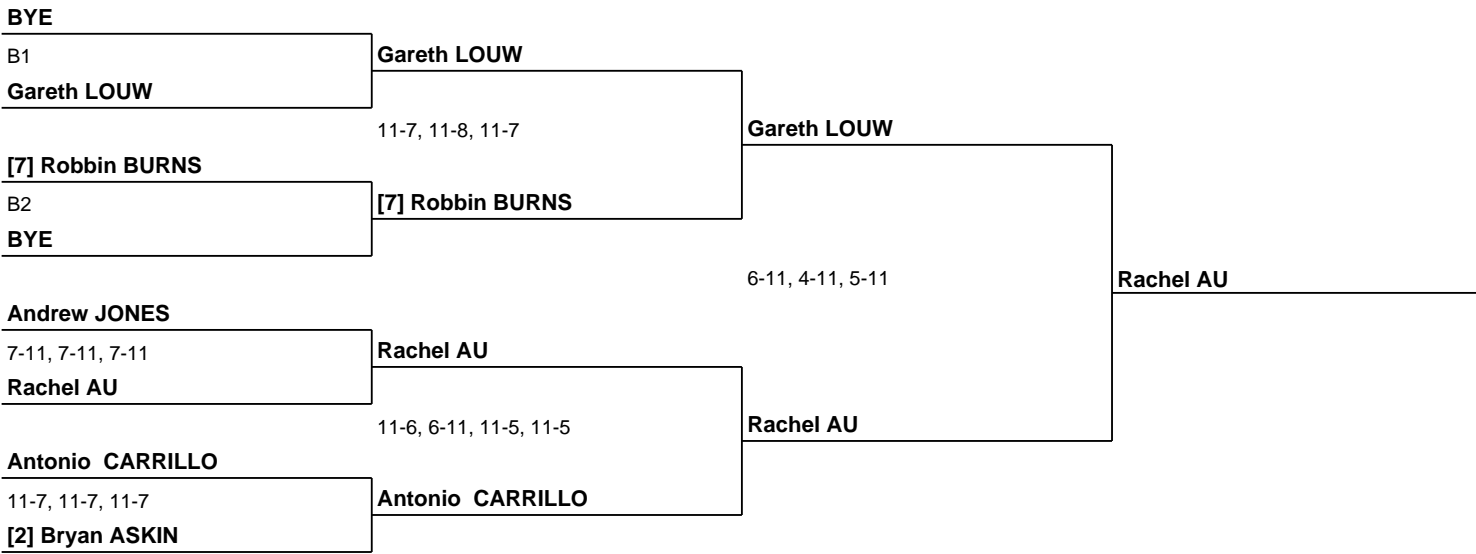 BYE
B1
Gareth LOUW
Gareth LOUW
11-7, 11-8, 11-7
Gareth LOUW
[7] Robbin BURNS
B2
[7] Robbin BURNS
BYE
6-11, 4-11, 5-11
Rachel AU
Andrew JONES
7-11, 7-11, 7-11
Rachel AU
Rachel AU
11-6, 6-11, 11-5, 11-5
Rachel AU
Antonio  CARRILLO
11-7, 11-7, 11-7
Antonio  CARRILLO
[2] Bryan ASKIN